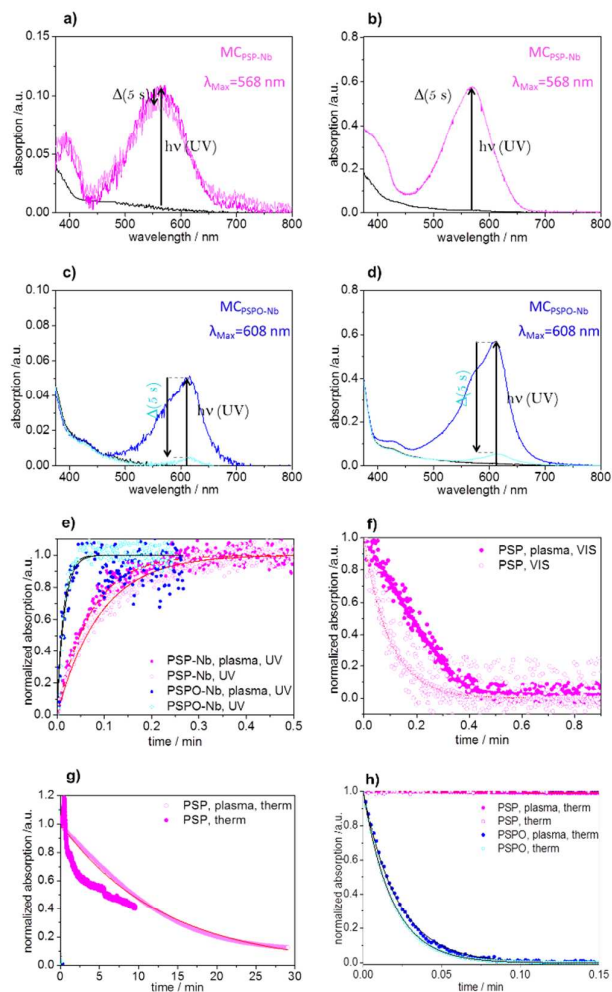 a)
MC PSP-Nb
λMax=568 nm
Δ(5 s)
hν (UV)
absorption /a.u.
0.15
0.10
0.05
0.00
400 500 600 700 800
wavelength / nm
b)
MC PSP-Nb
λMax=568 nm
Δ(5 s)
hν (UV)
absorption /a.u.
0.8
0.6
0.4
0.2
0.0
400 500 600 700 800
wavelength / nm
c)
MC PSPO-Nb
λMax=608 nm
Δ(5 s)
hν (UV)
absorption /a.u.
0.10
0.08
0.06
0.04
0.02
0.00
400 500 600 700 800
wavelength / nm
d)
MC PSPO-Nb
λMax=608 nm
Δ(5 s)
hν (UV)
absorption /a.u.
0.8
0.6
0.4
0.2
0.0
400 500 600 700 800
wavelength / nm
e)
normalized absorption /a.u.
1.0
0.8
0.6
0.4
0.2
0.0
PSP-Nb, plasma, UV
PSP-Nb, UV
PSPO-Nb, plasma, UV
PSPO-Nb, UV
0.0 0.1 0.2 0.3 0.4 0.5
time / min
f)
normalized absorption /a.u.
1.0
0.8
0.6
0.4
0.2
0.0
PSP, plasma, VIS
PSP, VIS
0.0 0.2 0.4 0.6 0.8
time / min
g)
normalized absorption /a.u.
1.2
1.0
0.8
0.6
0.4
0.2
0.0
PSP, plasma, therm
PSP, therm
0 5 10 15 20 25 30
time / min
h)
normalized absorption /a.u.
1.0
0.8
0.6
0.4
0.2
0.0
PSP, plasma, therm
PSP, therm
PSPO, plasma, therm
PSPO, therm
0.00 0.05 0.10 0.15
time / min